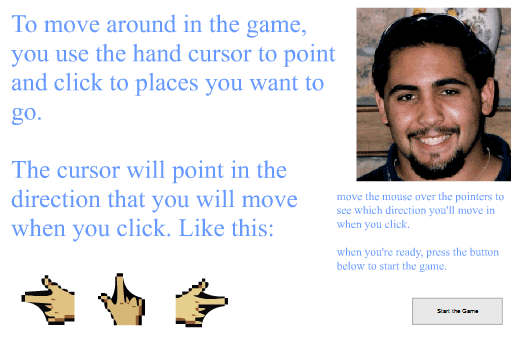 To move around in the game,
you use the hand cursor to point
and click to places you want to
go.
The cursor will point in the
direction that you will move
when you click. Like this:
move the mouse over the pointers to
see which direction you'll move in
when you click.
when you're ready, press the button
below to start the game.
Start the Game